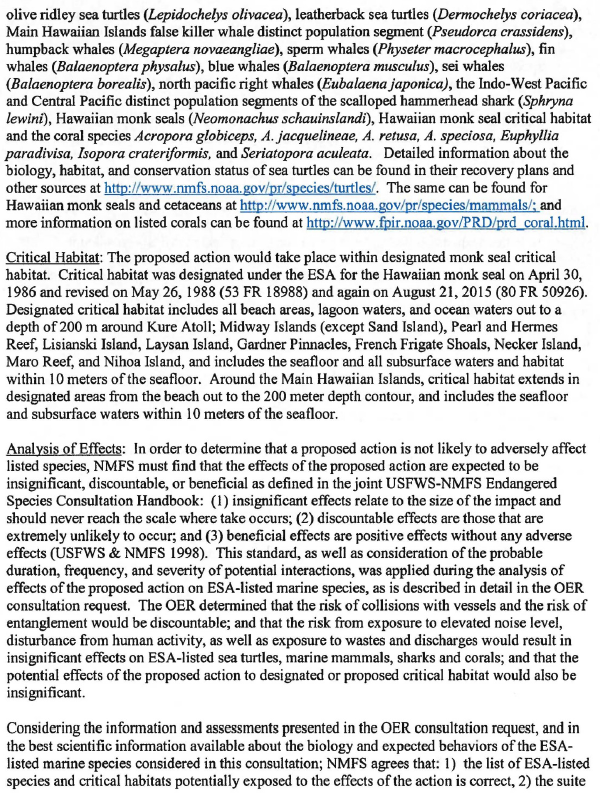 olive ridley sea turtles (Lepidochelys olivacea), leatherback sea turtles (Dermochelys coriacea),
Main Hawaiian Islands false killer whale distinct population segment (Pseudorca crassidens),
humpback whales (Megaptera novaeangliae), sperm whales (Physeter macrocephalus), fin
whales (Balaenoptera physalus), blue whales (Balaenoptera musculus), sei whales
(Balaenoptera borealis), north pacific right whales (Eubalaena japonica), the Indo-West Pacific
and Central Pacific distinct population segments of the scalloped hammerhead shark (Sphryna
lewini), Hawaiian monk seals (Neomonachus schauinslandi), Hawaiian monk seal critical habitat
and the coral species Acropora globiceps, A. jacquelineae, A. retusa, A. speciosa, Euphyllia
paradivisa, Isopora crateriformis, and Seriatopora aculeata. Detailed information about the
biology, habitat, and conservation status of sea turtles can be found in their recovery plans and
other sources at http://www.nmfs.noaa.gov/pr/species/turtles/. The same can be found for
Hawaiian monk seals and cetaceans at http://www.nmfs.noaa.gov/pr/species/mammals/; and
more information on listed corals can be found at http://www.fpir.noaa.gov/PRD/prd_coral.html.
Critical Habitat: The proposed action would take place within designated monk seal critical
habitat. Critical habitat was designated under the ESA for the Hawaiian monk seal on April 30,
1986 and revised on May 26, 1988 (53 FR 18988) and again on August 21, 2015 (80 FR 50926).
Designated critical habitat includes all beach areas, lagoon waters, and ocean waters out to a
depth of 200 m around Kure Atoll; Midway Islands (except Sand Island), Pearl and Hermes
Reef, Lisianski Island, Laysan Island, Gardner Pinnacles, French Frigate Shoals, Necker Island,
Maro Reef, and Nihoa Island, and includes the seafloor and all subsurface waters and habitat
within 10 meters of the seafloor. Around the Main Hawaiian Islands, critical habitat extends in
designated areas from the beach out to the 200 meter depth contour, and includes the seafloor
and subsurface waters within 10 meters of the seafloor.
Analysis of Effects: In order to determine that a proposed action is not likely to adversely affect
listed species, NMFS must find that the effects of the proposed action are expected to be
insignificant, discountable, or beneficial as defined in the joint USFWS-NMFS Endangered
Species Consultation Handbook: (1) insignificant effects relate to the size of the impact and
should never reach the scale where take occurs; (2) discountable effects are those that are
extremely unlikely to occur; and (3) beneficial effects are positive effects without any adverse
effects (USFWS & NMFS 1998). This standard, as well as consideration of the probable
duration, frequency, and severity of potential interactions, was applied during the analysis of
effects of the proposed action on ESA-listed marine species, as is described in detail in the OER
consultation request. The OER determined that the risk of collisions with vessels and the risk of
entanglement would be discountable; and that the risk from exposure to elevated noise level,
disturbance from human activity, as well as exposure to wastes and discharges would result in
insignificant effects on ESA-listed sea turtles, marine mammals, sharks and corals; and that the
potential effects of the proposed action to designated or proposed critical habitat would also be
insignificant.
Considering the information and assessments presented in the OER consultation request, and in
the best scientific information available about the biology and expected behaviors of the ESA-
listed marine species considered in this consultation; NMFS agrees that: 1) the list of ESA-listed
species and critical habitats potentially exposed to the effects of the action is correct, 2) the suite